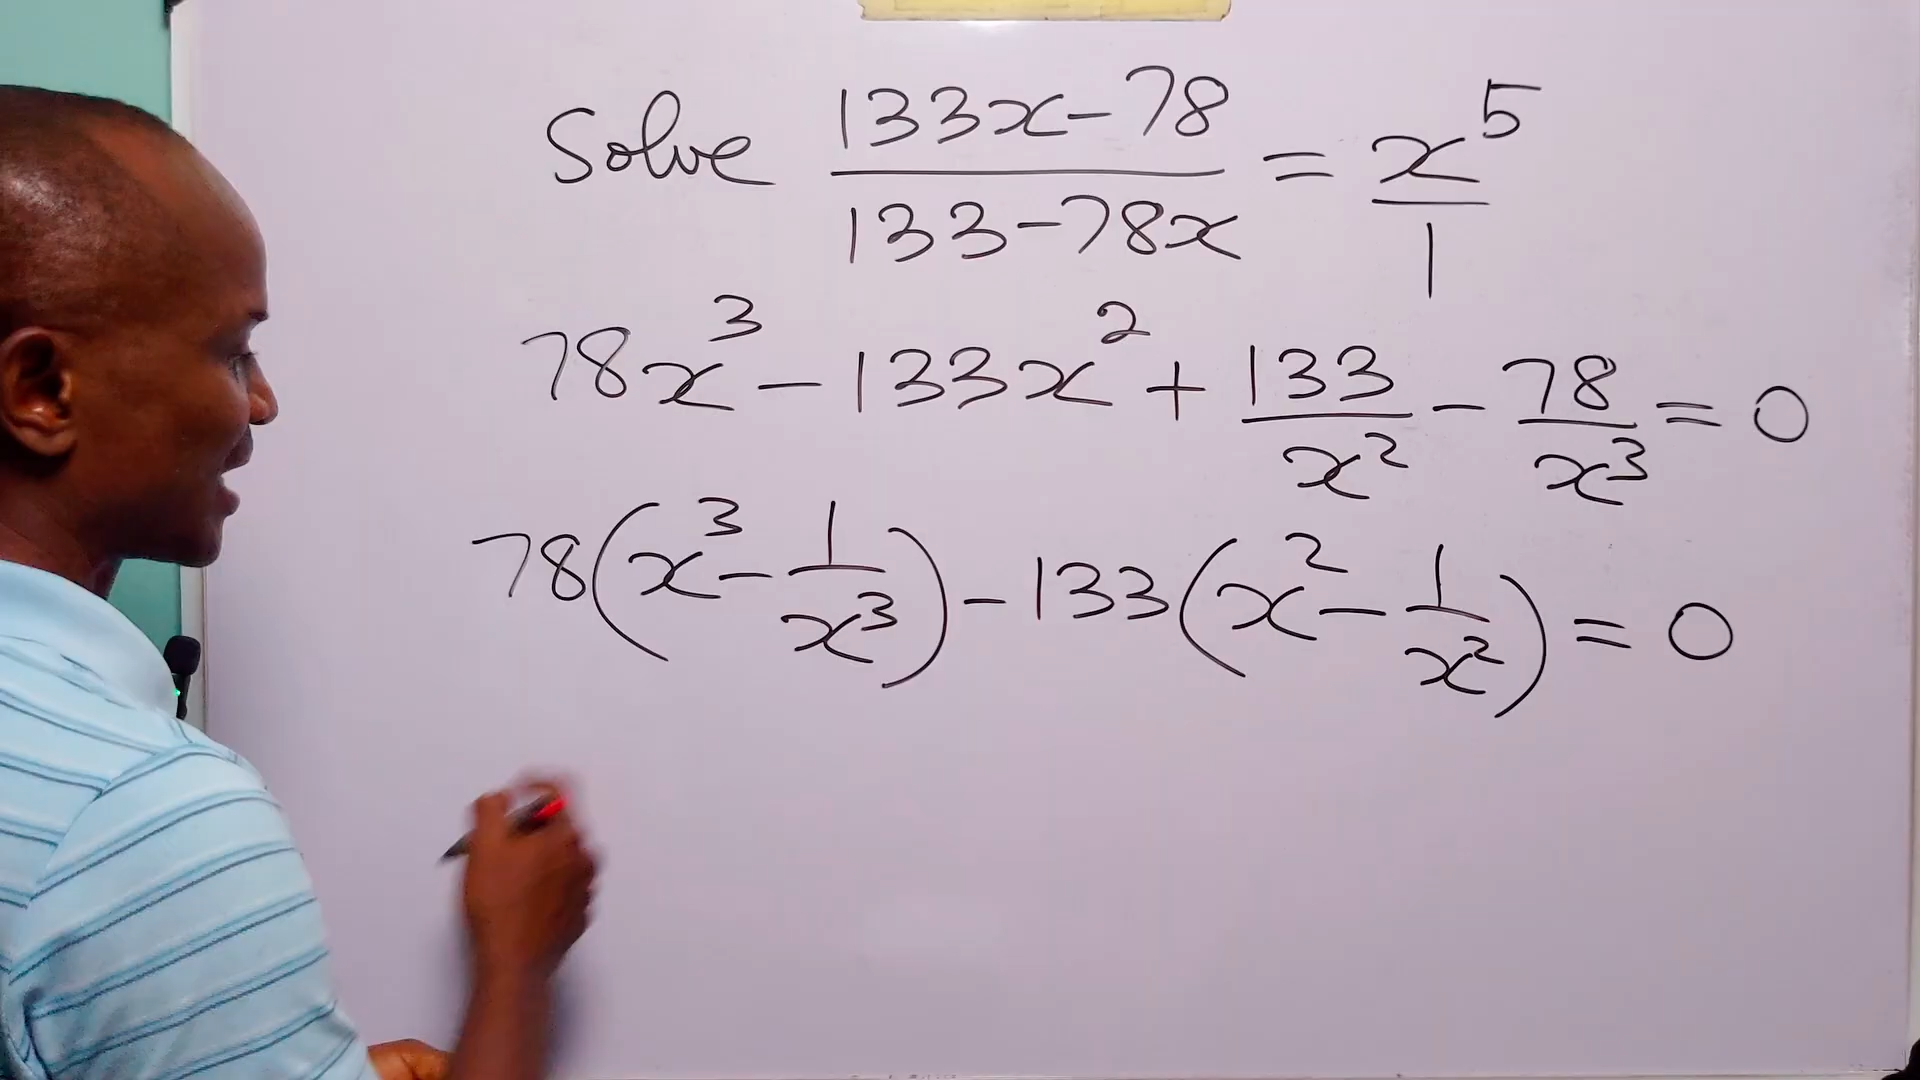 Solve (133x-78)/(133-78x) = x⁵/1
78x³ - 133x² + 133/x² - 78/x³ = 0
78(x³ - 1/x³) - 133(x² - 1/x²) = 0